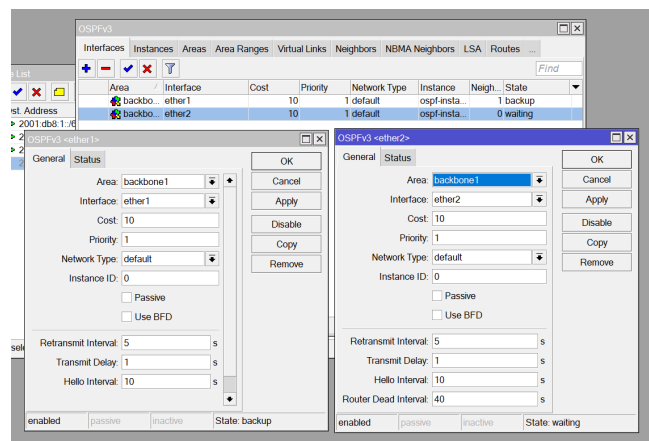 OSPFv3
Interfaces Instances Areas Area Ranges Virtual Links Neighbors NBMA Neighbors LSA Routes ...
Find
Area Interface Cost Priority Network Type Instance Neigh... State
backbo... ether1 10 1 default ospf-insta... 1 backup
backbo... ether2 10 1 default ospf-insta... 0 waiting
List
Address
2001:db8:1::/6
OSPFv3 <ether1>
General Status
Area: backbone1
Interface: ether1
Cost: 10
Priority: 1
Network Type: default
Instance ID: 0
Passive
Use BFD
Retransmit Interval: 5 s
Transmit Delay: 1 s
Hello Interval: 10 s
OK
Cancel
Apply
Disable
Copy
Remove
enabled passive inactive State: backup
OSPFv3 <ether2>
General Status
Area: backbone1
Interface: ether2
Cost: 10
Priority: 1
Network Type: default
Instance ID: 0
Passive
Use BFD
Retransmit Interval: 5 s
Transmit Delay: 1 s
Hello Interval: 10 s
Router Dead Interval: 40 s
OK
Cancel
Apply
Disable
Copy
Remove
enabled passive inactive State: waiting